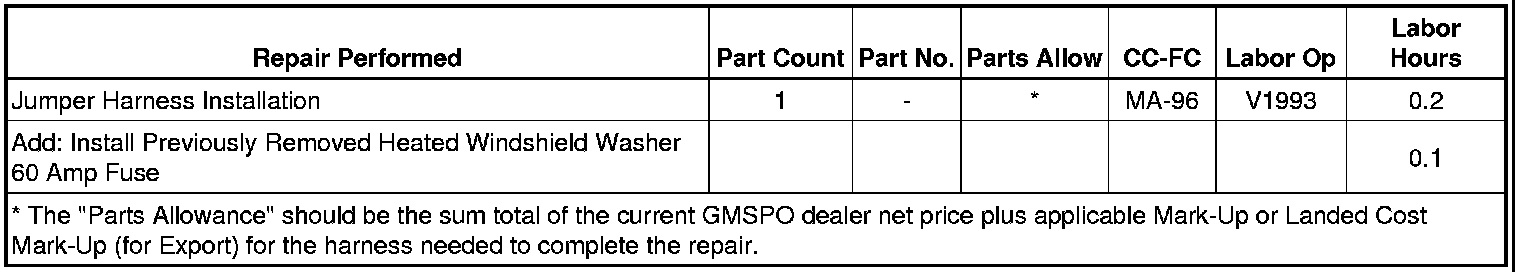 Repair Performed Part Count Part No. Parts Allow CC-FC Labor Op Labor Hours
Jumper Harness Installation 1 - * MA-96 V1993 0.2
Add: Install Previously Removed Heated Windshield Washer
60 Amp Fuse 0.1
* The "Parts Allowance" should be the sum total of the current GMSPO dealer net price plus applicable Mark-Up or Landed Cost
Mark-Up (for Export) for the harness needed to complete the repair.